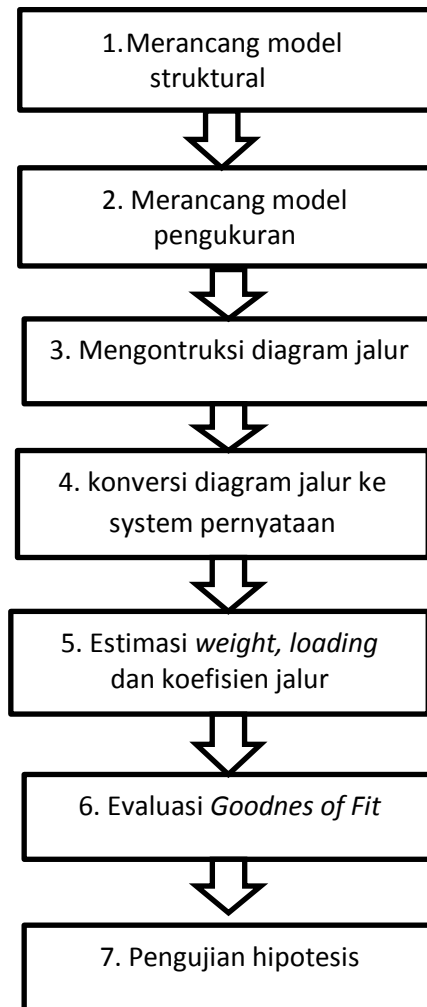 1. Merancang model
struktural
2. Merancang model
pengukuran
3. Mengontruksi diagram jalur
4. konversi diagram jalur ke
system pernyataan
5. Estimasi weight, loading
dan koefisien jalur
6. Evaluasi Goodnes of Fit
7. Pengujian hipotesis